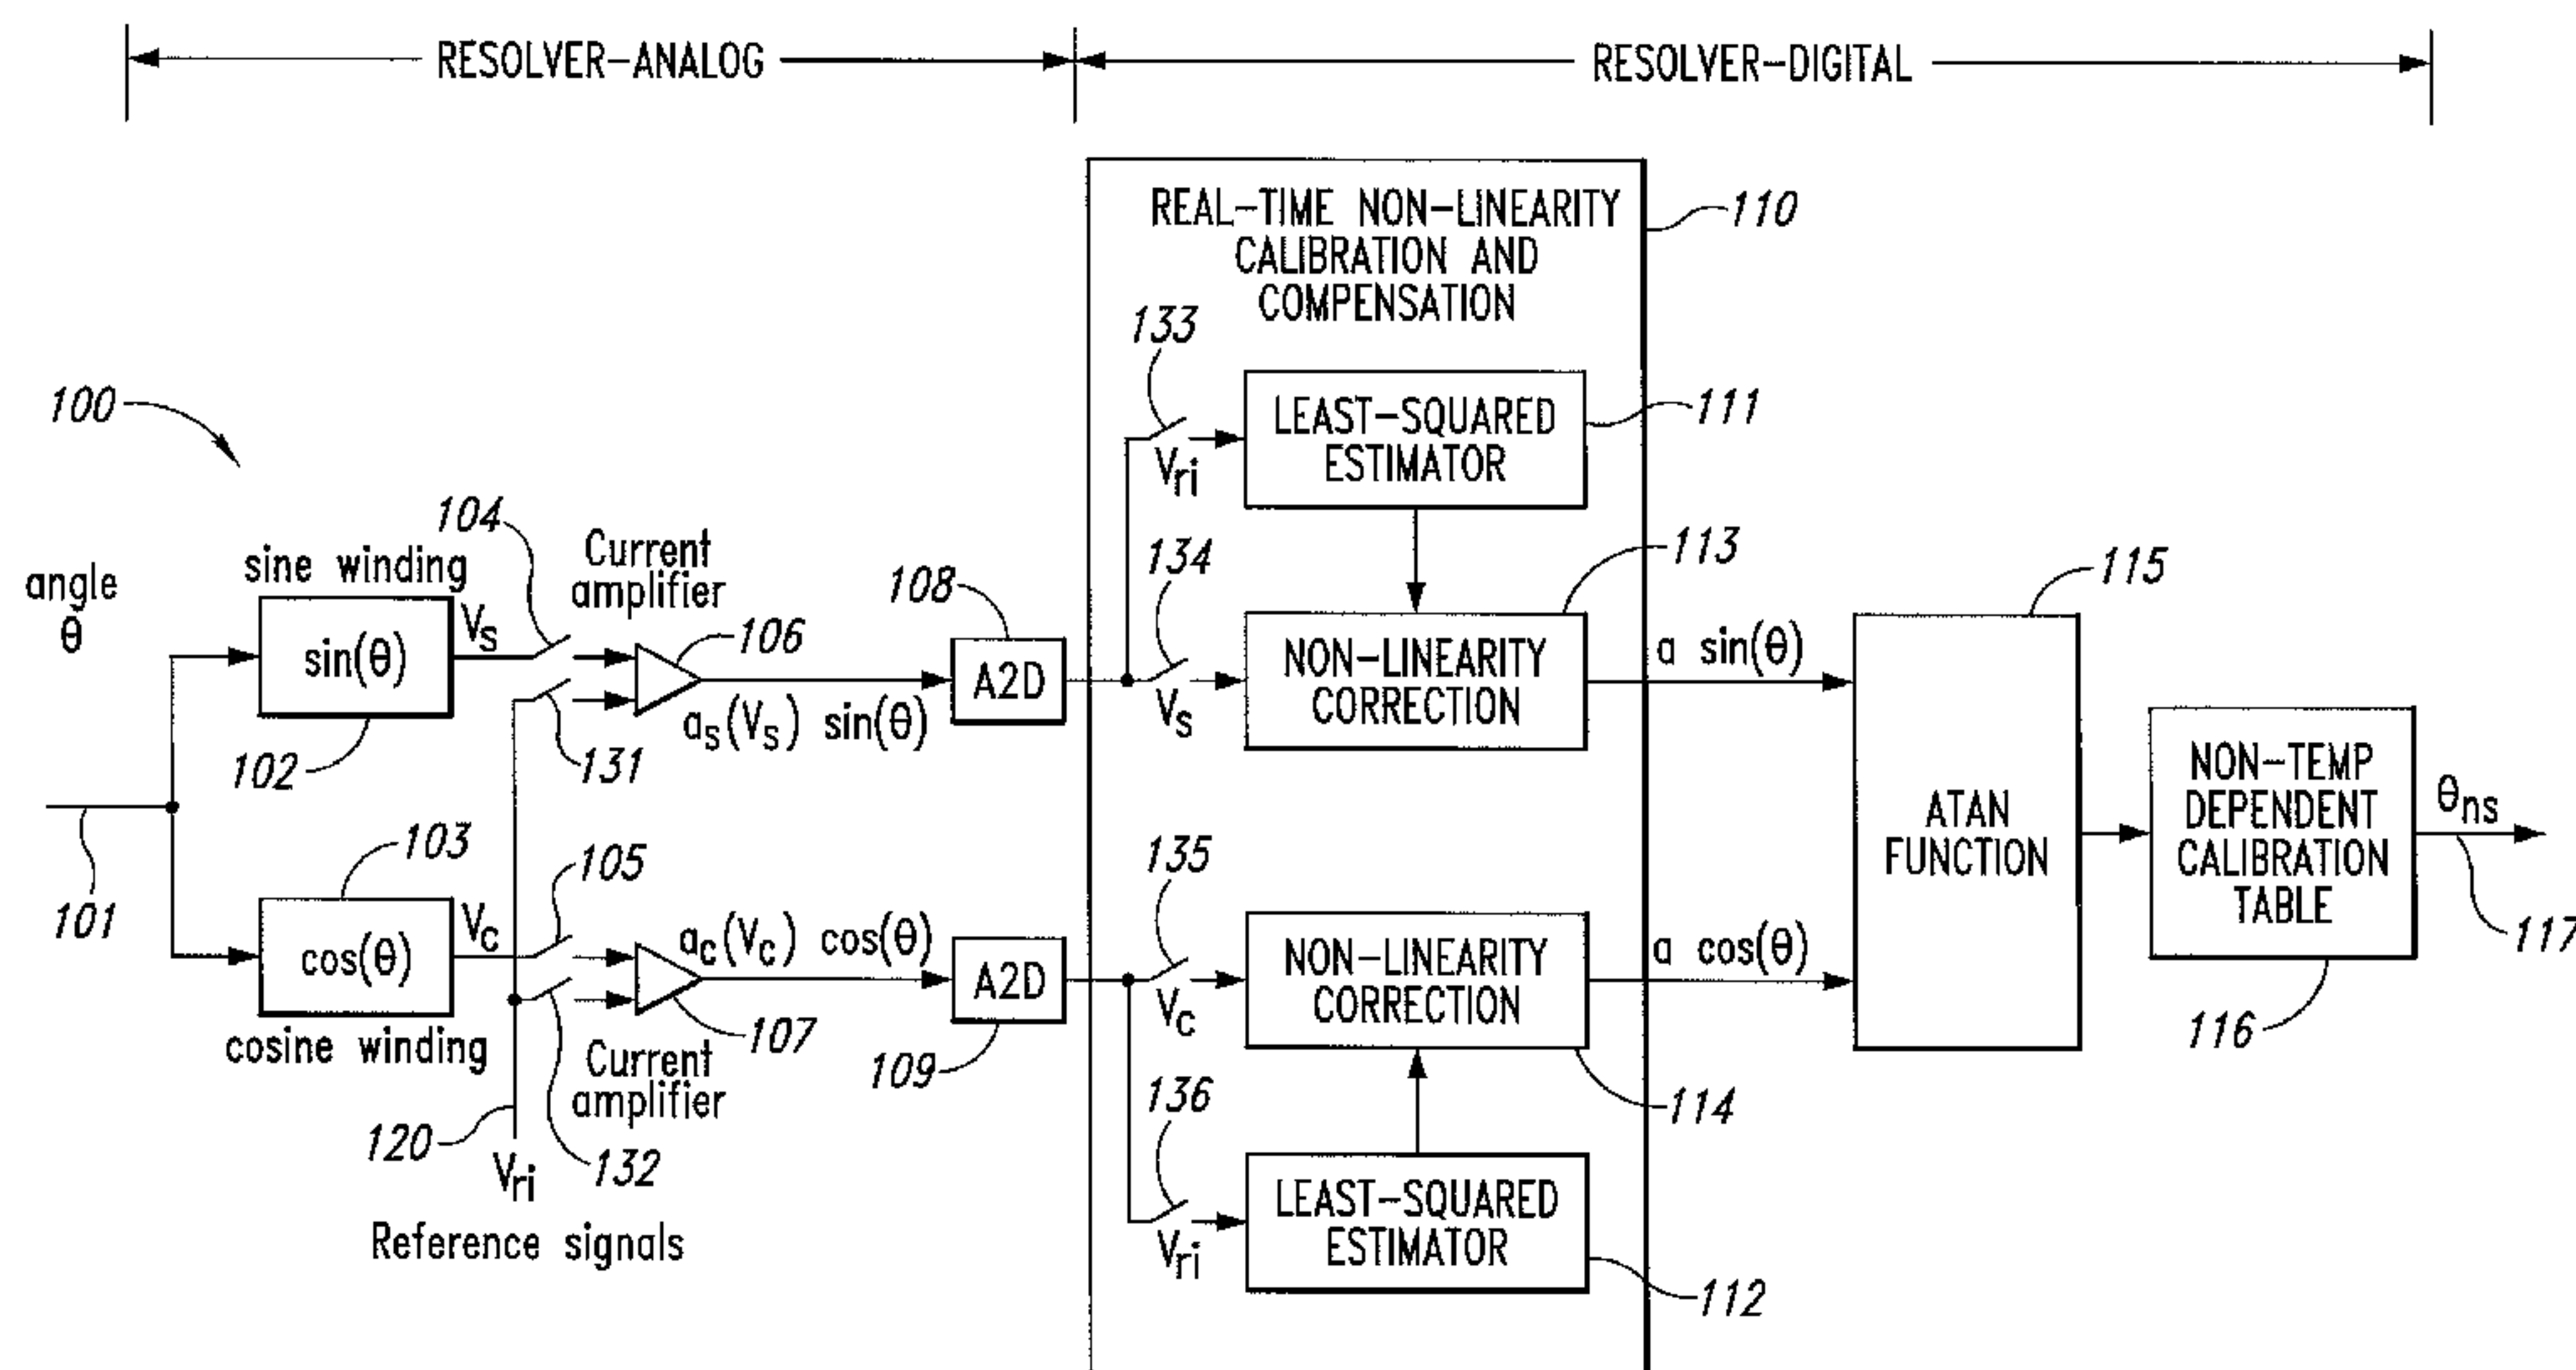 RESOLVER-ANALOG
RESOLVER-DIGITAL
REAL-TIME NON-LINEARITY
CALIBRATION AND
COMPENSATION
110
133
100
LEAST-SQUARED
ESTIMATOR
111
Vri
104
Current
amplifier
134
113
115
angle
θ
sine winding
sin(θ)
Vs
106
108
A2D
as(Vs) sin(θ)
Vs
NON-LINEARITY
CORRECTION
a sin(θ)
102
131
NON-TEMP
DEPENDENT
CALIBRATION
TABLE
θns
ATAN
FUNCTION
101
103
105
135
117
cos(θ)
Vc
ac(Vc) cos(θ)
A2D
Vc
NON-LINEARITY
CORRECTION
a cos(θ)
cosine winding
107
109
116
Current
amplifier
136
114
120
132
Vri
Reference signals
Vri
LEAST-SQUARED
ESTIMATOR
112